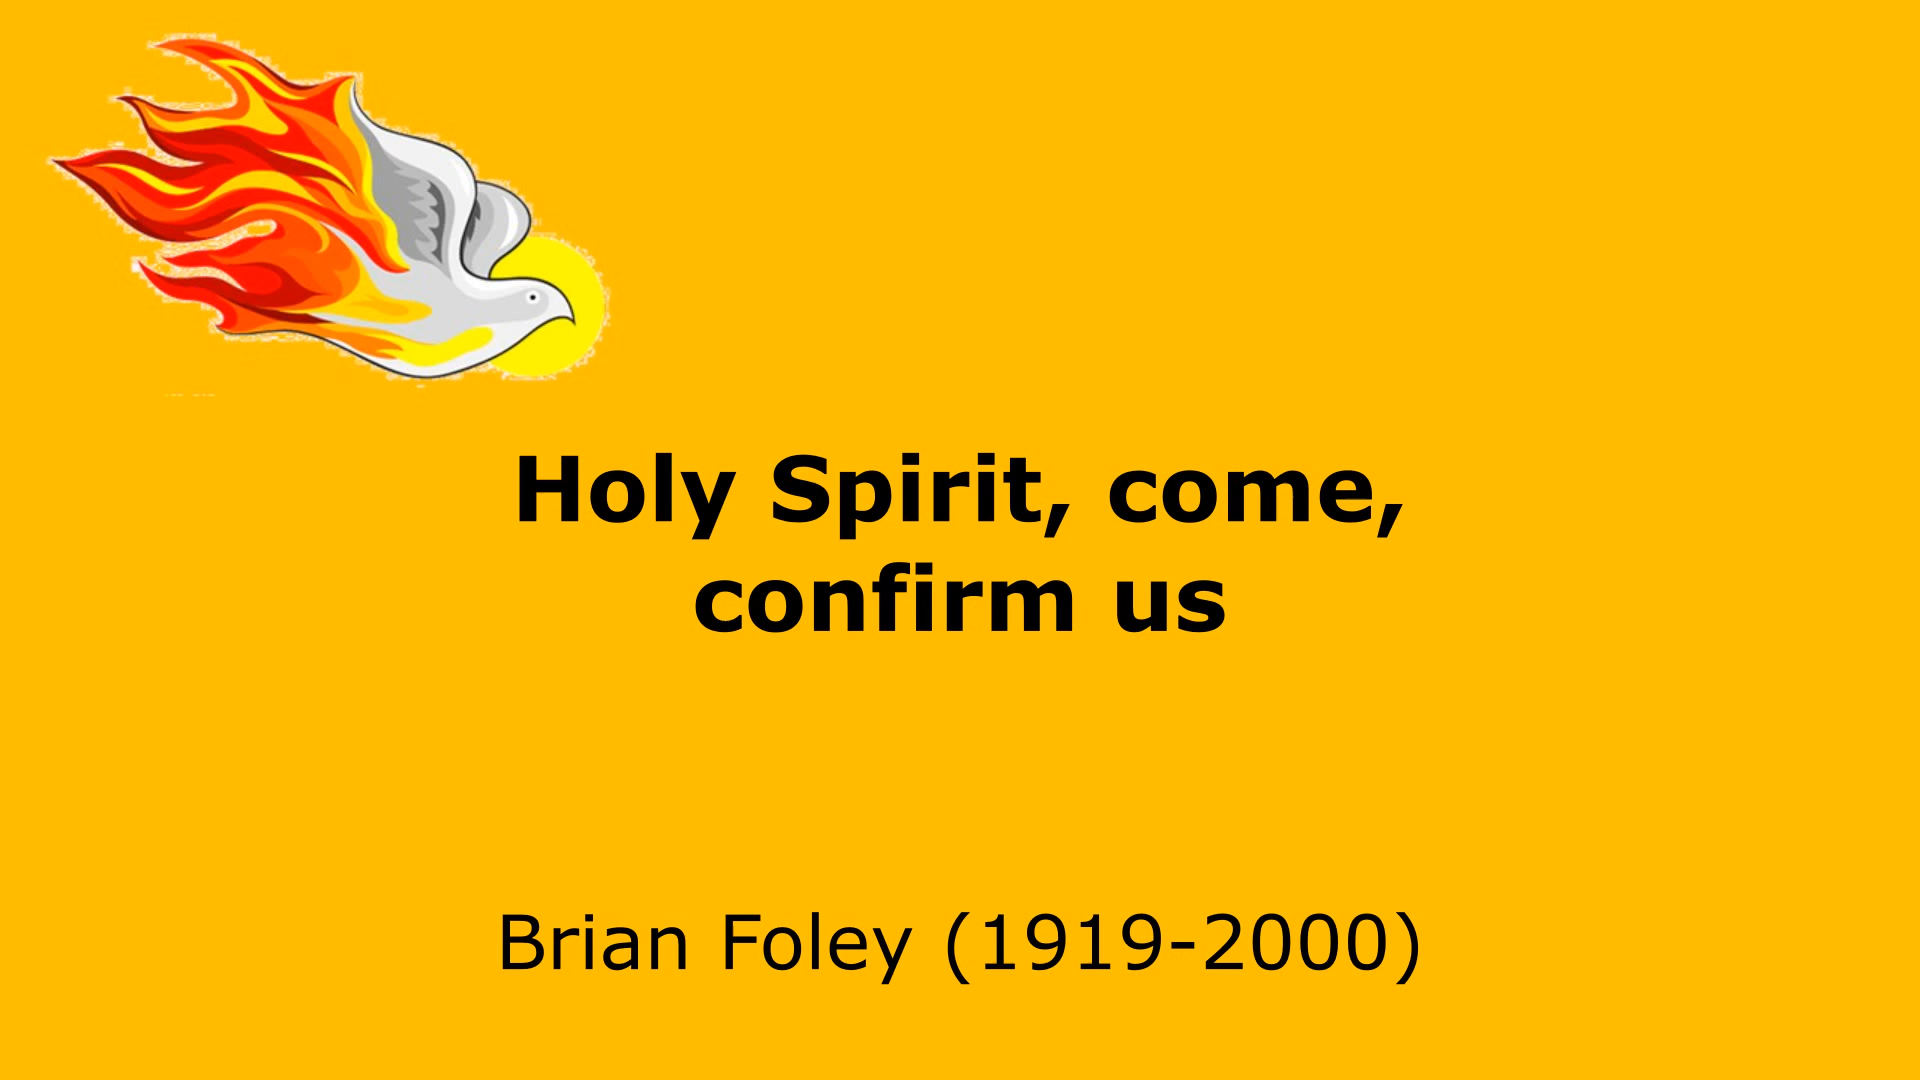 Holy Spirit, come,
confirm us
Brian Foley (1919-2000)